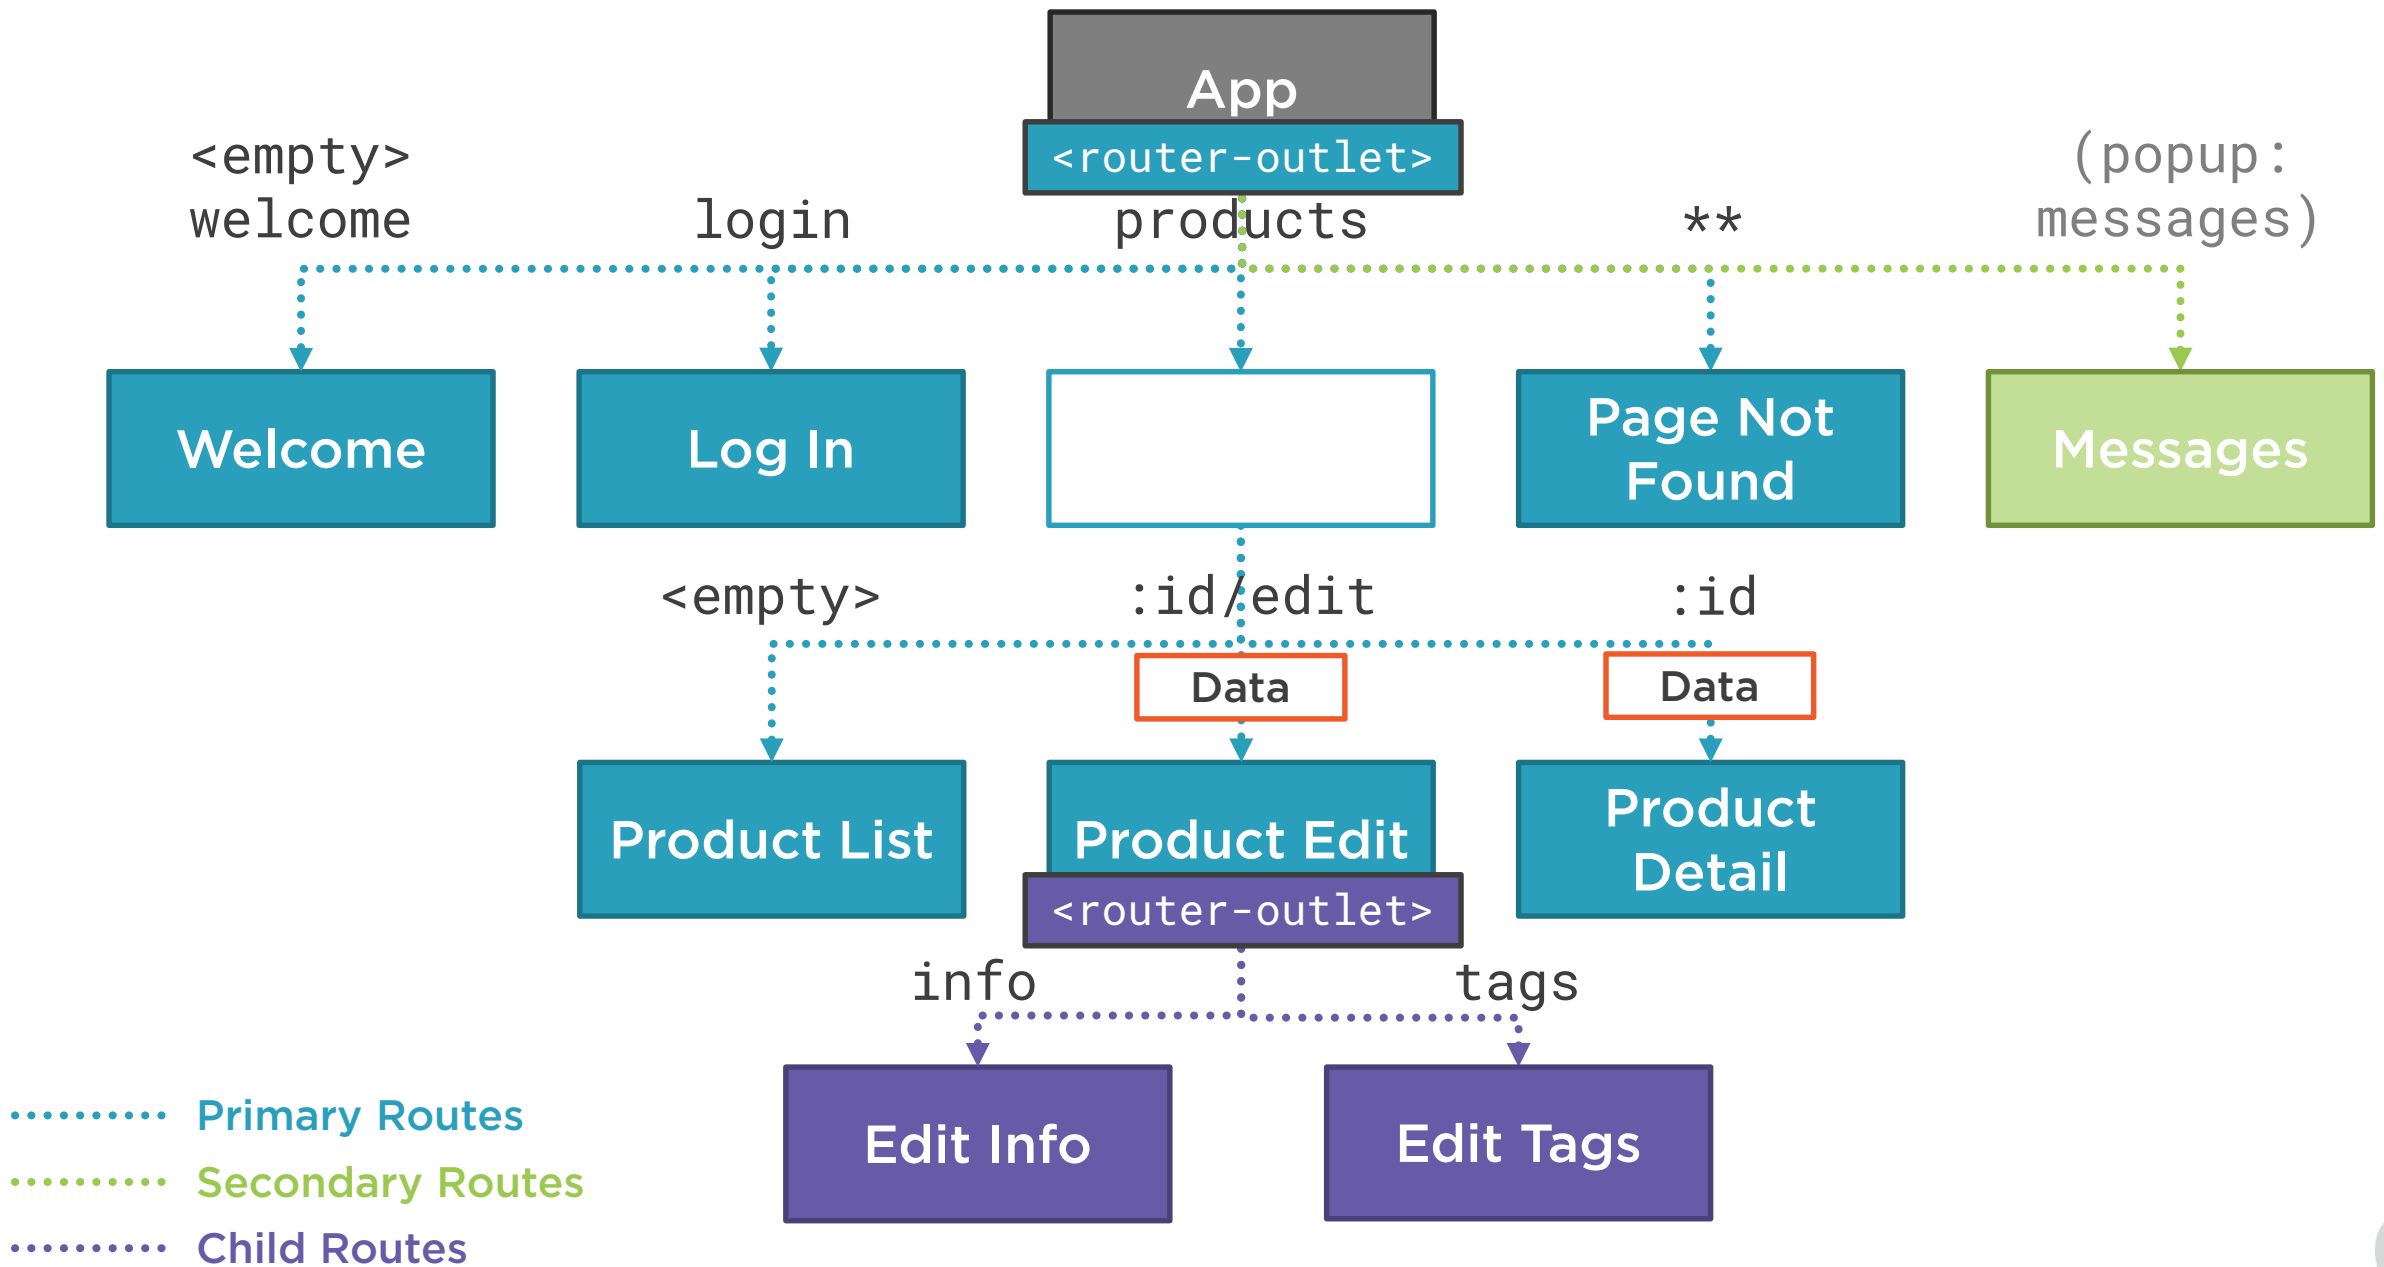 App
<router-outlet>
<empty>
welcome
login
products
**
(popup:
messages)
Welcome
Log In
Page Not
Found
Messages
<empty>
:id/edit
:id
Data
Data
Product List
Product Edit
<router-outlet>
Product
Detail
info
tags
Edit Info
Edit Tags
Primary Routes
Secondary Routes
Child Routes